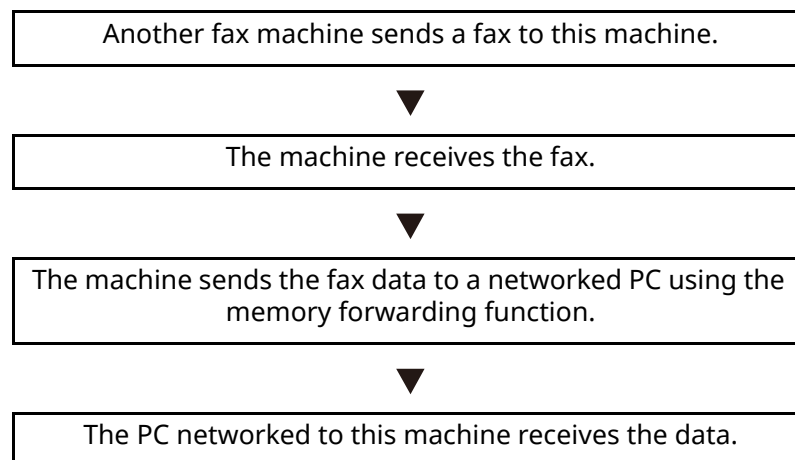 Another fax machine sends a fax to this machine.
The machine receives the fax.
The machine sends the fax data to a networked PC using the
memory forwarding function.
The PC networked to this machine receives the data.